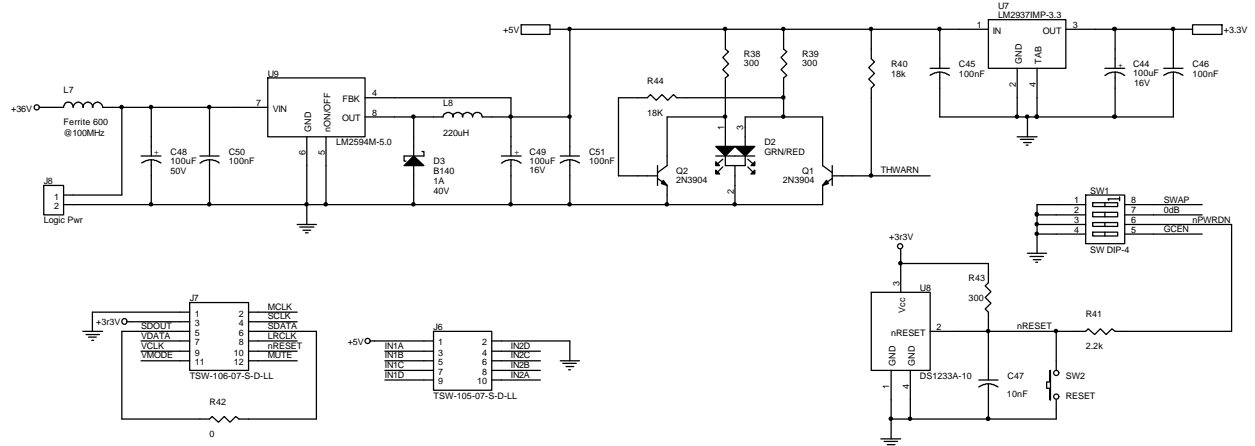 U7
LM2937IMP-3.3
+5V
1
IN
OUT
3
+3.3V
GND
TAB
2
4
R38
300
R39
300
R40
18k
C45
100nF
C44
100uF
16V
+
C46
100nF
R44
18K
U9
L7
+36V
Ferrite 600
@100MHz
7
VIN
FBK
4
OUT
8
GND
nON/OFF
6
5
LM2594M-5.0
L8
220uH
C48
100uF
50V
+
C50
100nF
D3
B140
1A
40V
C49
100uF
16V
+
C51
100nF
1
3
D2
GRN/RED
2
Q2
2N3904
Q1
2N3904
THWARN
J8
1
2
Logic Pwr
SW1
1
2
3
4
8
7
6
5
SWAP
0dB
nPWRDN
GCEN
SW DIP-4
+3r3V
R43
300
3
U8
Vcc
nRESET
2
nRESET
R41
2.2k
GND
GND
1
4
DS1233A-10
C47
10nF
SW2
RESET
J7
+3r3V
SDOUT
VDATA
VCLK
VMODE
1
3
5
7
9
11
2
4
6
8
10
12
MCLK
SCLK
SDATA
LRCLK
nRESET
MUTE
TSW-106-07-S-D-LL
R42
0
J6
+5V
IN1A
IN1B
IN1C
IN1D
1
3
5
7
9
2
4
6
8
10
IN2D
IN2C
IN2B
IN2A
TSW-105-07-S-D-LL